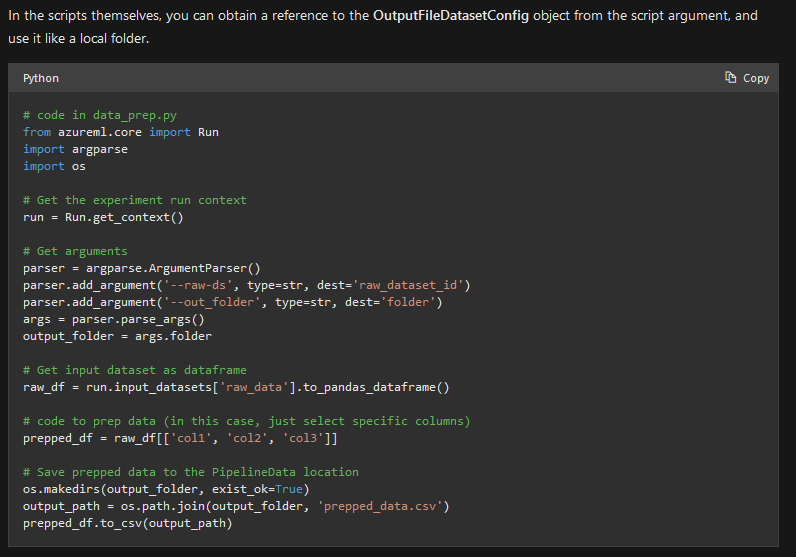 In the scripts themselves, you can obtain a reference to the OutputFileDatasetConfig object from the script argument, and
use it like a local folder.
Python
Copy
# code in data_prep.py
from azureml.core import Run
import argparse
import os
# Get the experiment run context
run = Run.get_context()
# Get arguments
parser = argparse.ArgumentParser()
parser.add_argument('--raw-ds', type=str, dest='raw_dataset_id')
parser.add_argument('--out_folder', type=str, dest='folder')
args = parser.parse_args()
output_folder = args.folder
# Get input dataset as dataframe
raw_df = run.input_datasets['raw_data'].to_pandas_dataframe()
# code to prep data (in this case, just select specific columns)
prepped_df = raw_df[['col1', 'col2', 'col3']]
# Save prepped data to the PipelineData location
os.makedirs(output_folder, exist_ok=True)
output_path = os.path.join(output_folder, 'prepped_data.csv')
prepped_df.to_csv(output_path)